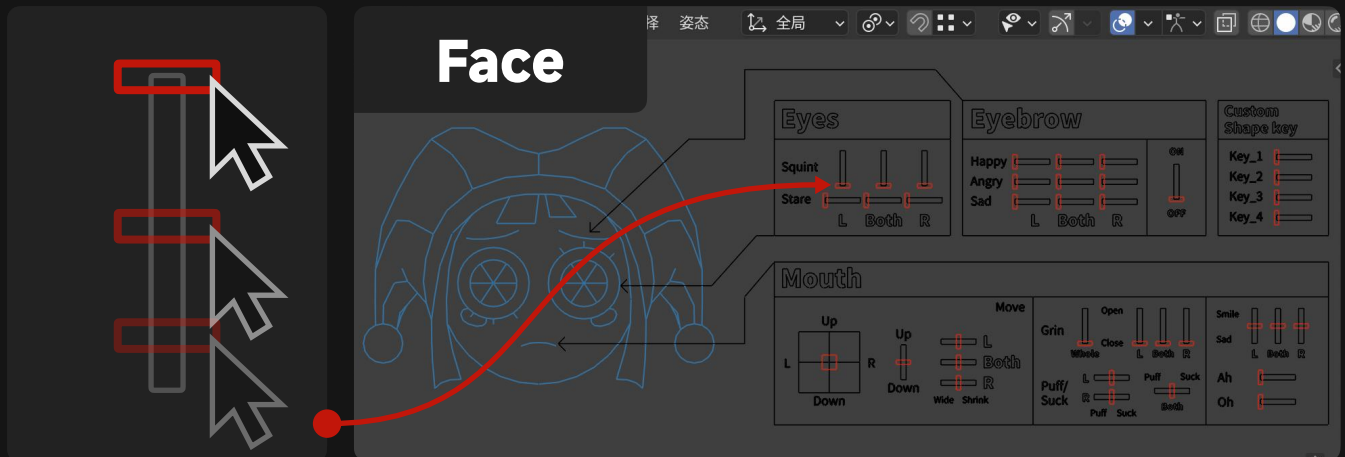 择 姿态 全局
Face
Eyes
Squint
Stare
L Both R
Eyebrow
Happy
Angry
Sad
L Both R
ON
OFF
Custom
Shape key
Key_1
Key_2
Key_3
Key_4
Mouth
Up
L R
Down
Up
Down
Move
L
Both
R
Wide Shrink
Grin
Open
Close
Whole L Both R
Puff/
Suck
L
R
Puff Suck
Puff Suck
Both
Smile
Sad
L Both R
Ah
Oh